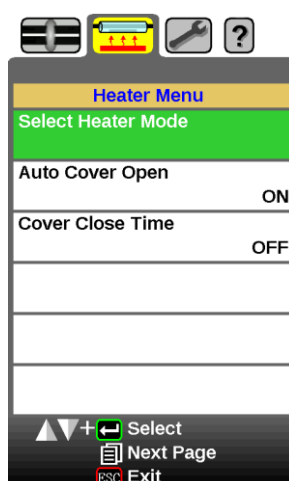 ?
Heater Menu
Select Heater Mode
Auto Cover Open
ON
Cover Close Time
OFF
+ Select
Next Page
ESC Exit